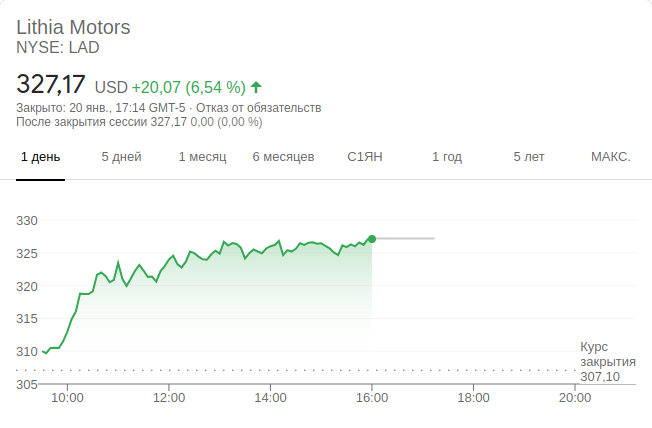 Lithia Motors
NYSE: LAD
327,17 USD +20,07 (6,54 %)
Закрыто: 20 янв., 17:14 GMT-5 · Отказ от обязательств
После закрытия сессии 327,17 0,00 (0,00 %)
1 день 5 дней 1 месяц 6 месяцев С1ЯН 1 год 5 лет МАКС.
330
325
320
315
310
Курс
закрытия
307,10
305
10:00 12:00 14:00 16:00 18:00 20:00